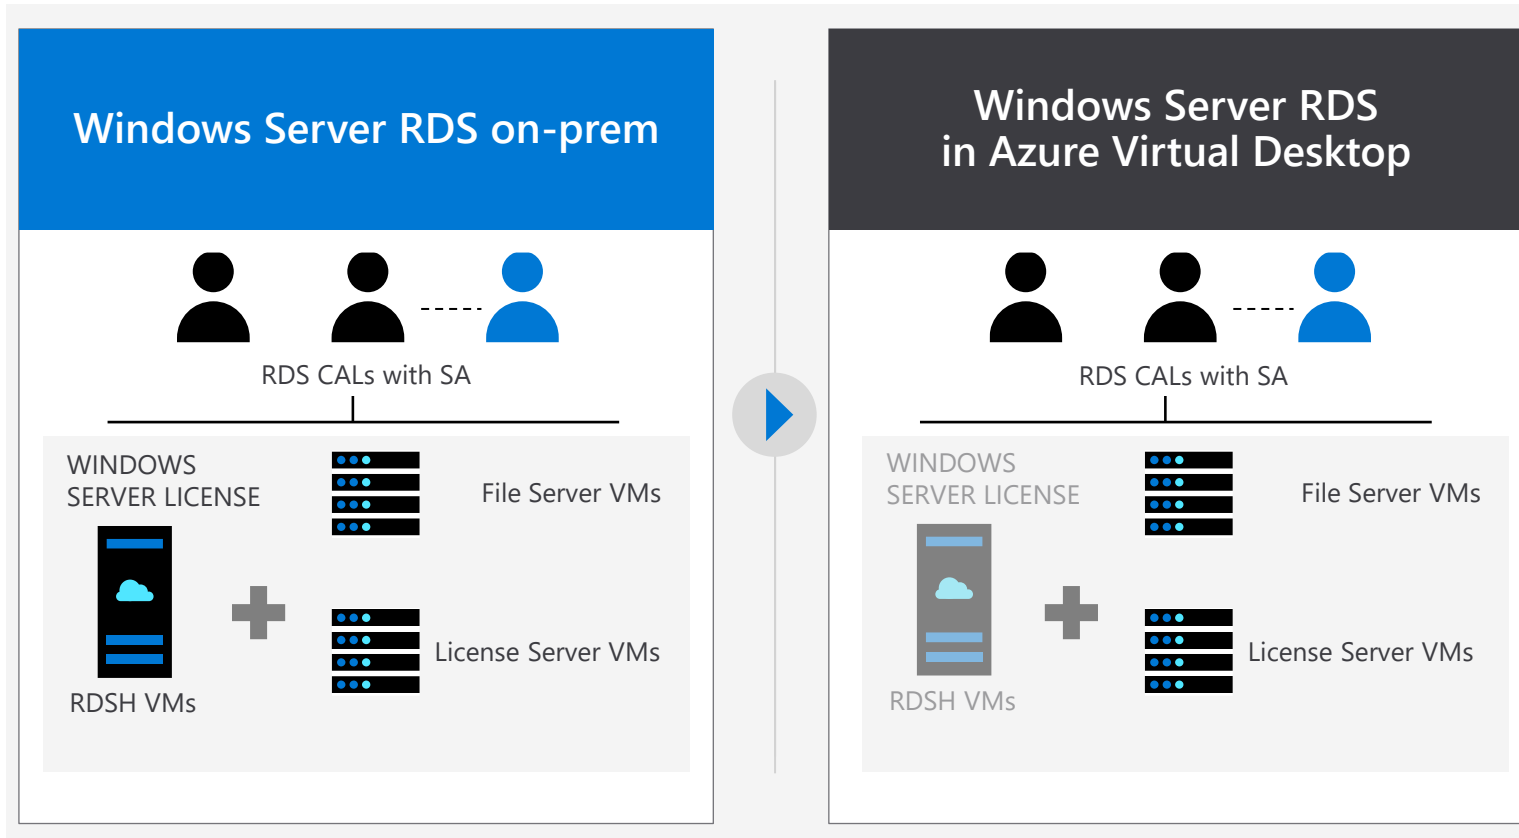 Windows Server RDS on-prem
RDS CALs with SA
WINDOWS
SERVER LICENSE
File Server VMs
License Server VMs
RDSH VMs
Windows Server RDS
in Azure Virtual Desktop
RDS CALs with SA
WINDOWS
SERVER LICENSE
File Server VMs
License Server VMs
RDSH VMs